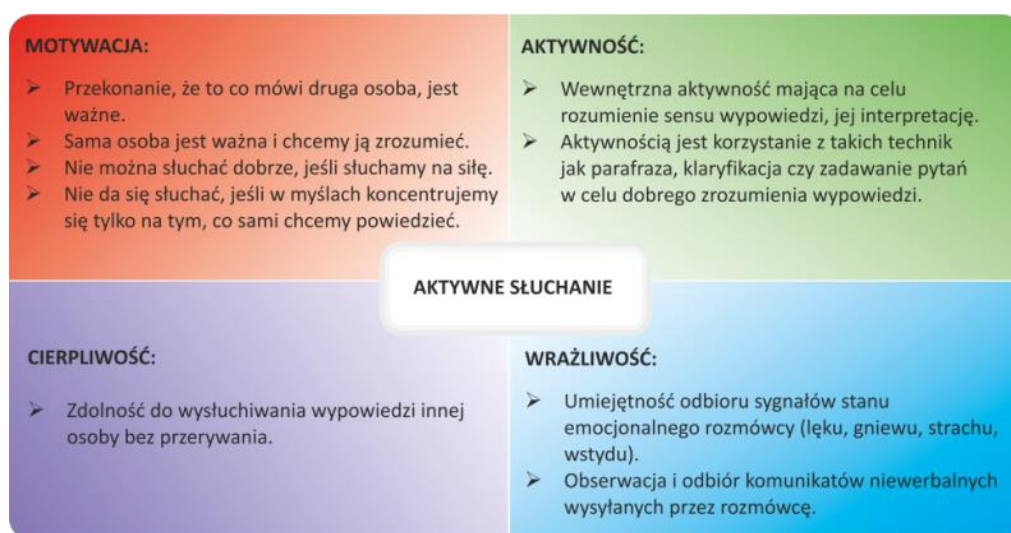 MOTYWACJA:
➢ Przekonanie, że to co mówi druga osoba, jest
ważne.
➢ Sama osoba jest ważna i chcemy ją zrozumieć.
➢ Nie można słuchać dobrze, jeśli słuchamy na siłę.
➢ Nie da się słuchać, jeśli w myślach koncentrujemy
się tylko na tym, co sami chcemy powiedzieć.
AKTYWNOŚĆ:
➢ Wewnętrzna aktywność mająca na celu
rozumienie sensu wypowiedzi, jej interpretację.
➢ Aktywnością jest korzystanie z takich technik
jak parafraza, klaryfikacja czy zadawanie pytań
w celu dobrego zrozumienia wypowiedzi.
AKTYWNE SŁUCHANIE
CIERPLIWOŚĆ:
➢ Zdolność do wysłuchiwania wypowiedzi innej
osoby bez przerywania.
WRAŻLIWOŚĆ:
➢ Umiejętność odbioru sygnałów stanu
emocjonalnego rozmówcy (lęku, gniewu, strachu,
wstydu).
➢ Obserwacja i odbiór komunikatów niewerbalnych
wysyłanych przez rozmówcę.